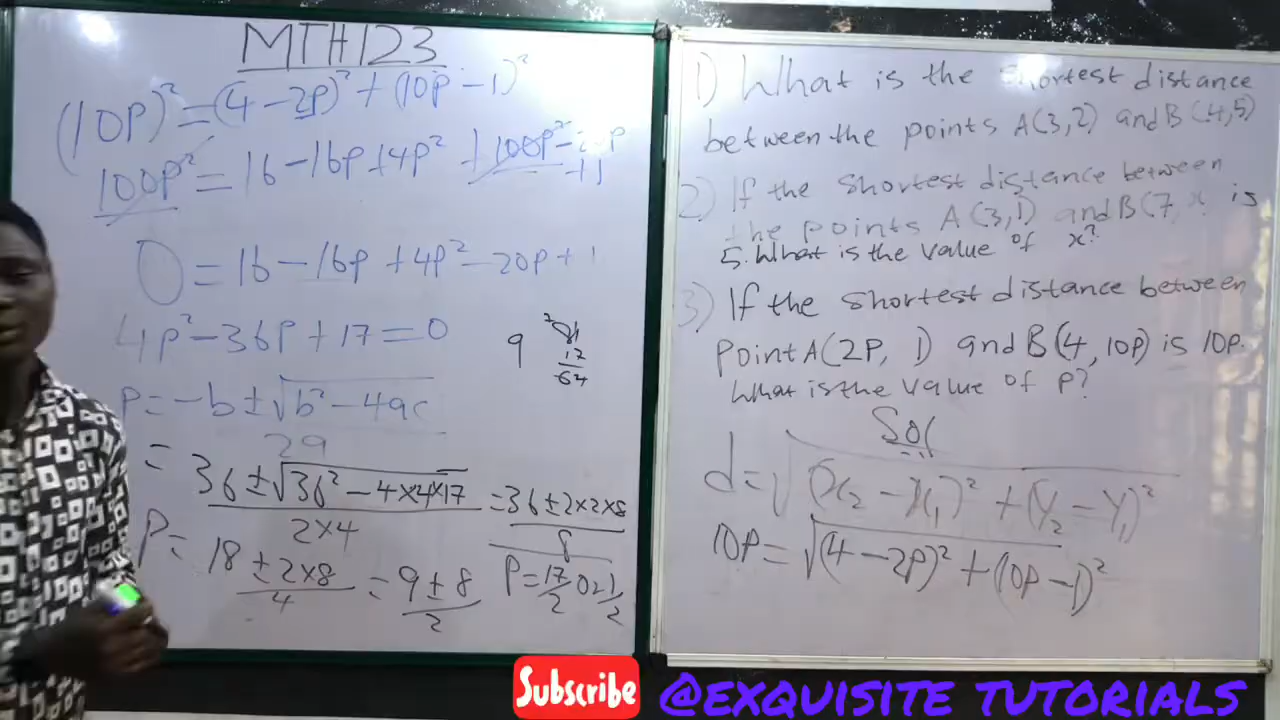 MTH123
(10P)² = (4 - 2P)² + (10P - 1)²
100P² = 16 - 16P + 4P² + 100P² - P + 1
0 = 16 - 16P + 4P² - 20P + 1
4P² - 36P + 17 = 0
9
2 81
17
64
P = -b ± √b² - 4ac
2a
= 36 ± √36² - 4×4×17
2×4
= 36 ± 2×2×8
8
P = 18 ± 2×8
4
= 9 ± 8
2
P = 17/2 or 1/2
1) What is the shortest distance
between the points A(3,2) and B(4,5)
2) If the shortest distance between
the points A(3,1) and B(7, x is
5. What is the value of x?
3) If the shortest distance between
Point A(2P, 1) and B(4, 10P) is 10P.
What is the value of P?
Sol
d = √(x₂ - x₁)² + (y₂ - y₁)²
10P = √(4 - 2P)² + (10P - 1)²
Subscribe
@EXQUISITE TUTORIALS